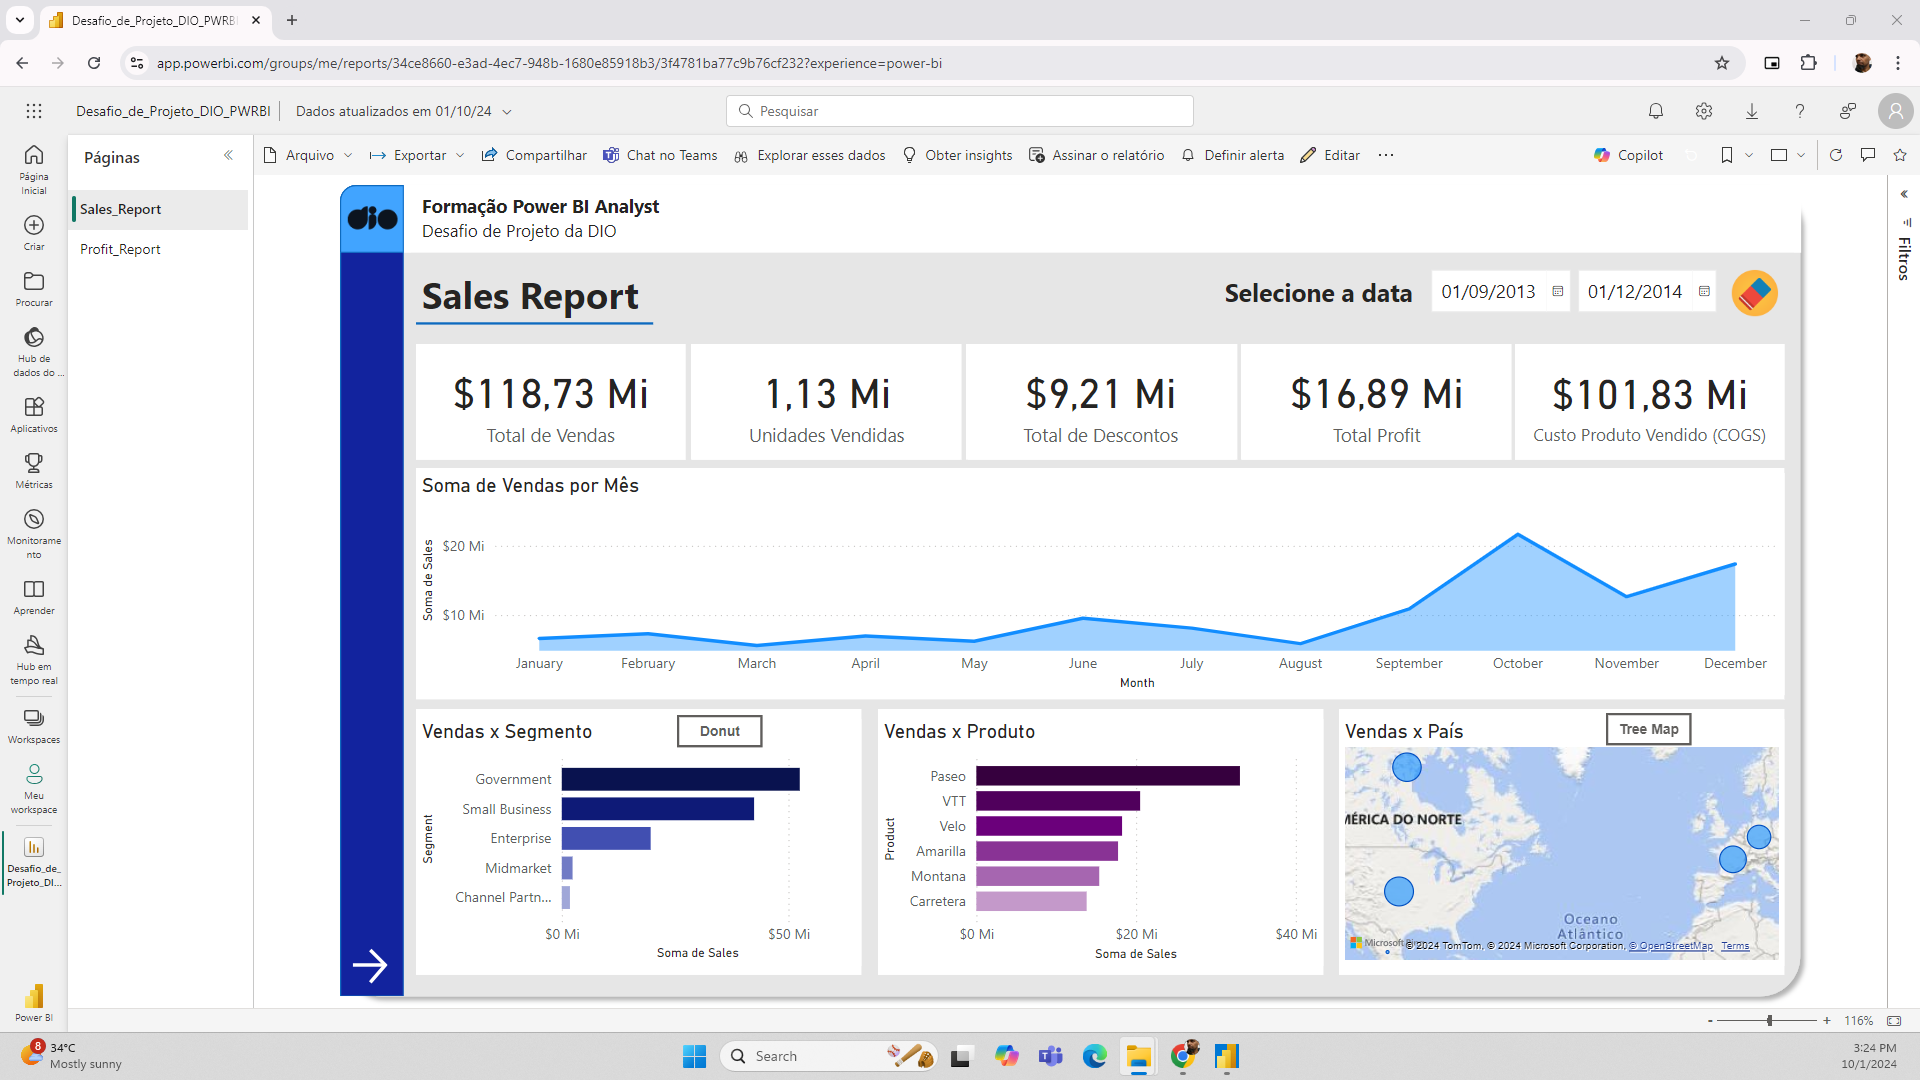 Desafio_de_Projeto_DIO_PWRB
app.powerbi.com/groups/me/reports/34ce8660-e3ad-4ec7-948b-1680e85918b3/3f4781ba77c9b76cf232?experience=power-bi
Desafio_de_Projeto_DIO_PWRBI
Dados atualizados em 01/10/24
Pesquisar
Páginas
Arquivo
Exportar
Compartilhar
Chat no Teams
Explorar esses dados
Obter insights
Assinar o relatório
Definir alerta
Editar
Copilot
Página
Inicial
Criar
Procurar
Hub de
dados do ...
Aplicativos
Métricas
Monitorame
nto
Aprender
Hub em
tempo real
Workspaces
Meu
workspace
Desafio_de_
Projeto_DI...
Power BI
Sales_Report
Profit_Report
Filtros
dio
Formação Power BI Analyst
Desafio de Projeto da DIO
Sales Report
Selecione a data
01/09/2013
01/12/2014
$118,73 Mi
Total de Vendas
1,13 Mi
Unidades Vendidas
$9,21 Mi
Total de Descontos
$16,89 Mi
Total Profit
$101,83 Mi
Custo Produto Vendido (COGS)
Soma de Vendas por Mês
Soma de Sales
$20 Mi
$10 Mi
January
February
March
April
May
June
July
August
September
October
November
December
Month
Vendas x Segmento
Donut
Segment
Government
Small Business
Enterprise
Midmarket
Channel Partn...
$0 Mi
$50 Mi
Soma de Sales
Vendas x Produto
Product
Paseo
VTT
Velo
Amarilla
Montana
Carretera
$0 Mi
$20 Mi
$40 Mi
Soma de Sales
Vendas x País
Tree Map
MÉRICA DO NORTE
Oceano
Atlântico
Microsoft
© 2024 TomTom, © 2024 Microsoft Corporation, © OpenStreetMap Terms
- + 116%
8
34°C
Mostly sunny
Search
3:24 PM
10/1/2024